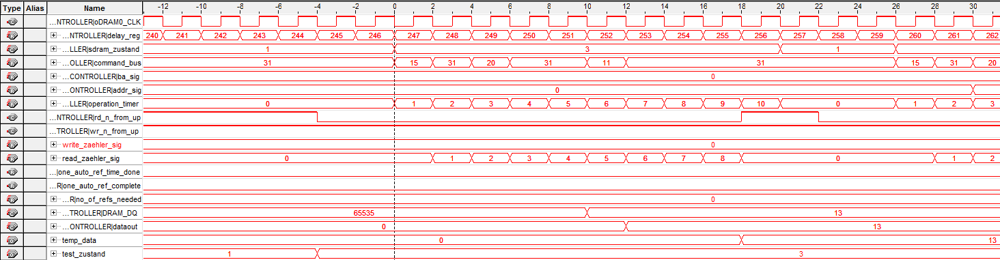 Type Alias Name -12 -10 -8 -6 -4 -2 0 2 4 6 8 10 12 14 16 18 20 22 24 26 28 30
...NTROLLER|oDRAM0_CLK
...NTROLLER|delay_reg 240 241 242 243 244 245 246 247 248 249 250 251 252 253 254 255 256 257 258 259 260 261 262
...LLER|sdram_zustand 1 3 1
...OLLER|command_bus 31 15 31 20 31 11 31 15 31 20
...CONTROLLER|ba_sig 0
...ONTROLLER|addr_sig 0
...LLER|operation_timer 0 1 2 3 4 5 6 7 8 9 10 0 1 2 3
...NTROLLER|rd_n_from_up
...TROLLER|wr_n_from_up
write_zaehler_sig 0
read_zaehler_sig 0 1 2 3 4 5 6 7 8 0 1 2
...|one_auto_ref_time_done
...R|one_auto_ref_complete
...R|no_of_refs_needed 0
...TROLLER|DRAM_DQ 65535 13
...ONTROLLER|dataout 0 13
temp_data 0 13
test_zustand 1 3